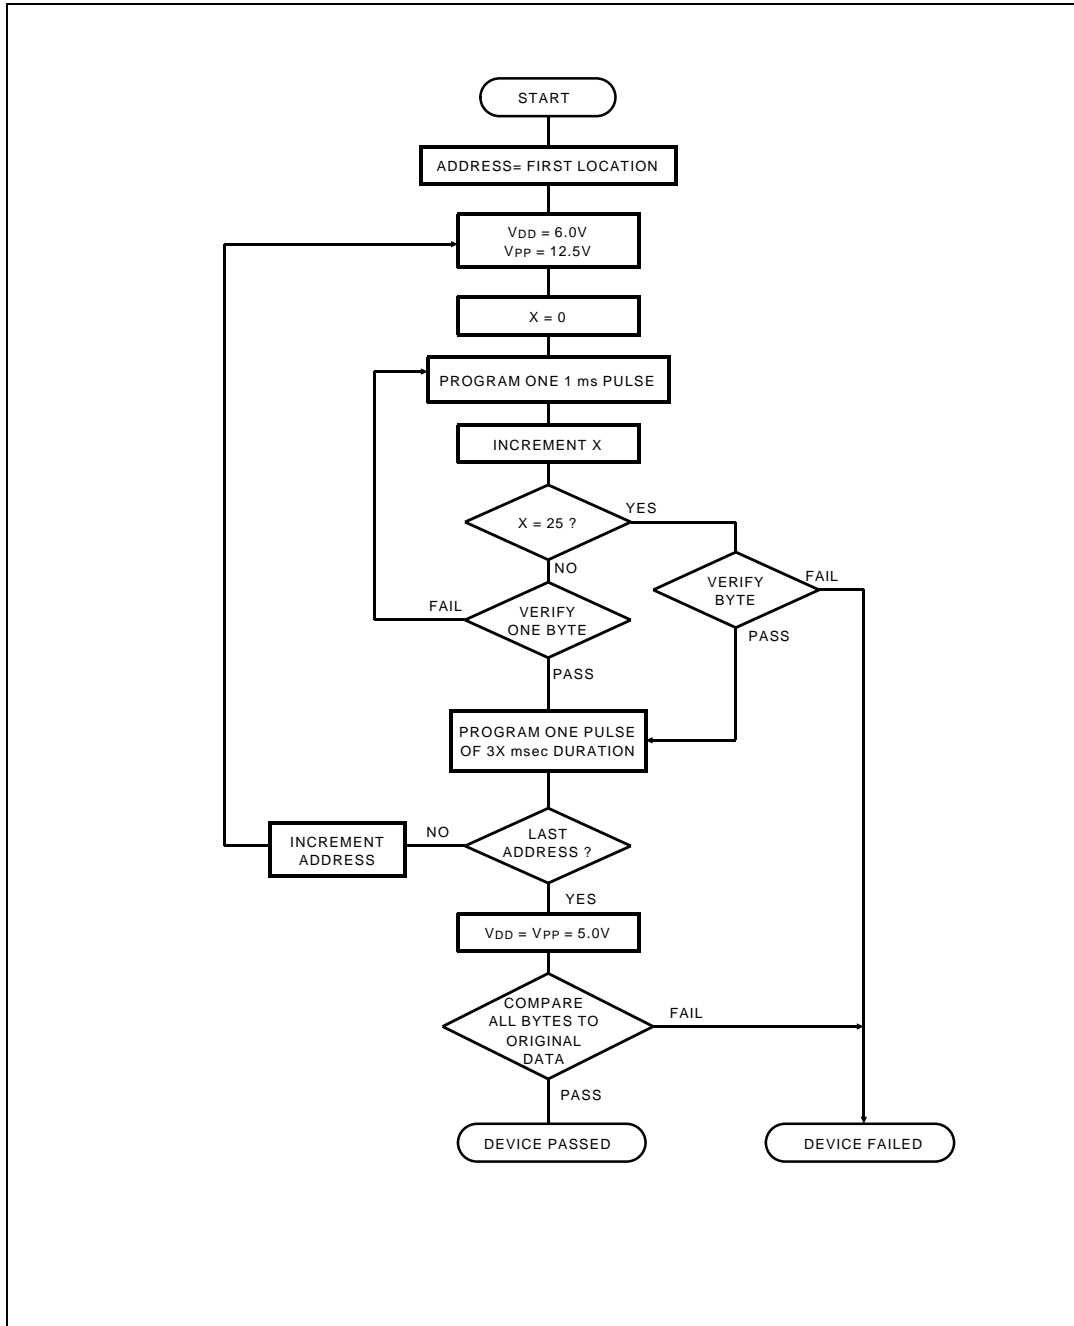 START
ADDRESS= FIRST LOCATION
VDD = 6.0V
VPP = 12.5V
X = 0
PROGRAM ONE 1 ms PULSE
INCREMENT X
X = 25 ?
YES
NO
VERIFY
BYTE
FAIL
FAIL
VERIFY
ONE BYTE
PASS
PASS
PROGRAM ONE PULSE
OF 3X msec DURATION
INCREMENT
ADDRESS
NO
LAST
ADDRESS ?
YES
VDD = VPP = 5.0V
COMPARE
ALL BYTES TO
ORIGINAL
DATA
FAIL
PASS
DEVICE PASSED
DEVICE FAILED